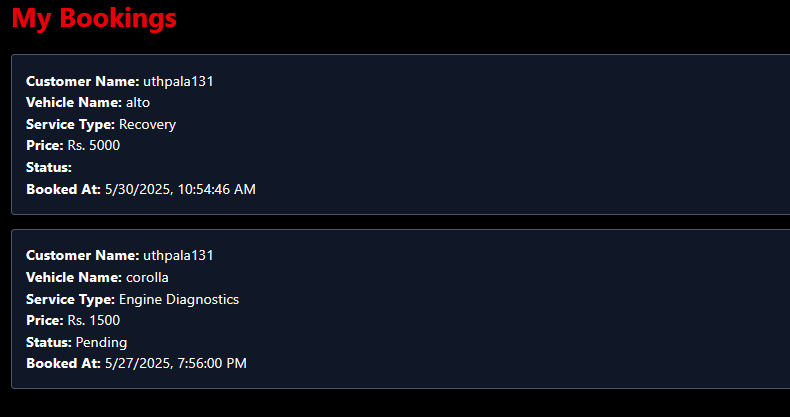 My Bookings
Customer Name: uthpala131
Vehicle Name: alto
Service Type: Recovery
Price: Rs. 5000
Status:
Booked At: 5/30/2025, 10:54:46 AM
Customer Name: uthpala131
Vehicle Name: corolla
Service Type: Engine Diagnostics
Price: Rs. 1500
Status: Pending
Booked At: 5/27/2025, 7:56:00 PM